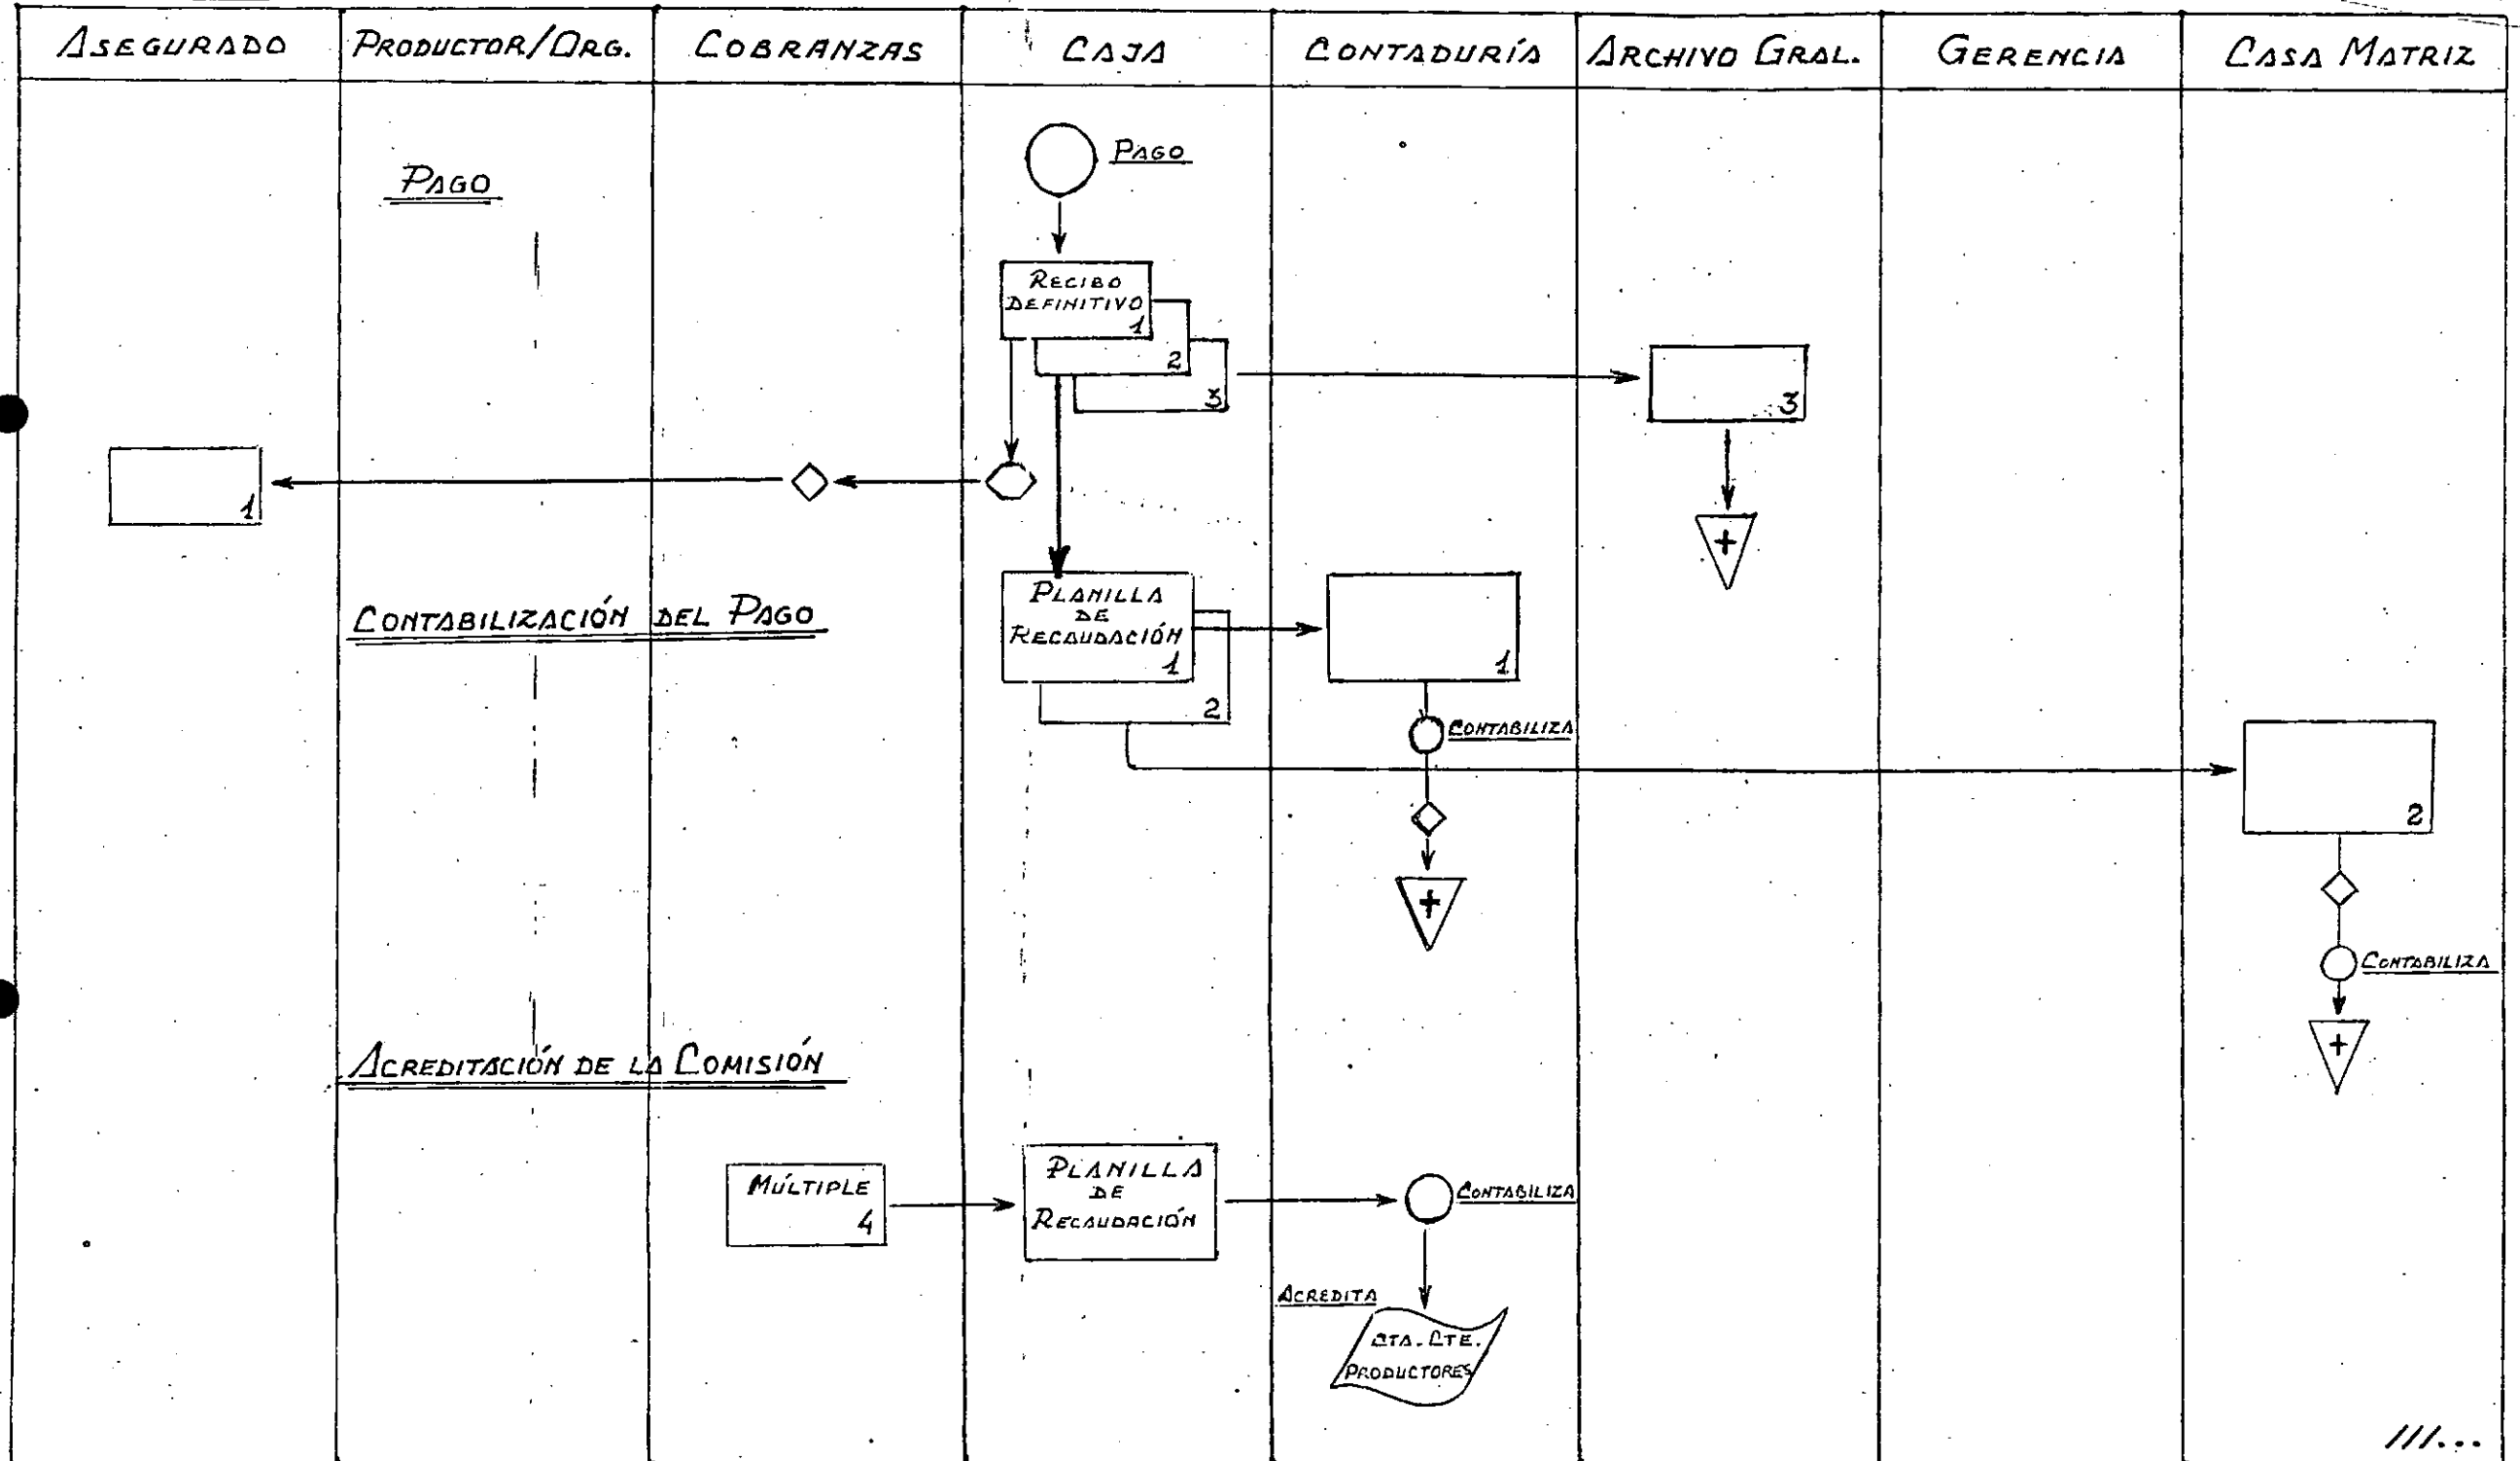 ASEGURADO
PRODUCTOR/ORG.
COBRANZAS
CAJA
CONTADURÍA
ARCHIVO GRAL.
GERENCIA
CASA MATRIZ
PAGO
PAGO
RECIBO
DEFINITIVO
1
2
3
3
1
CONTABILIZACIÓN DEL PAGO
PLANILLA
DE
RECAUDACIÓN
1
2
1
CONTABILIZA
2
CONTABILIZA
ACREDITACIÓN DE LA COMISIÓN
MÚLTIPLE
4
PLANILLA
DE
RECAUDACIÓN
CONTABILIZA
ACREDITA
CTA. CTE.
PRODUCTORES
///...